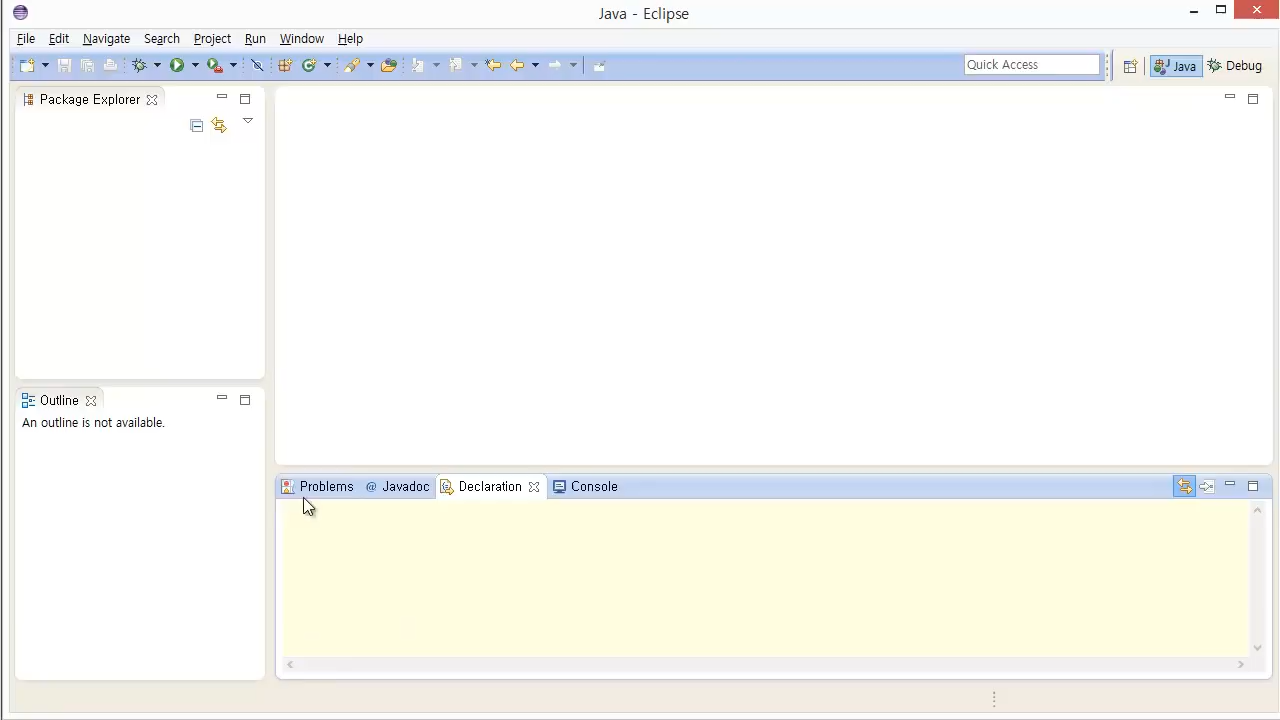 Java - Eclipse
File Edit Navigate Search Project Run Window Help
Quick Access
Java
Debug
Package Explorer
Outline
An outline is not available.
Problems @ Javadoc Declaration Console